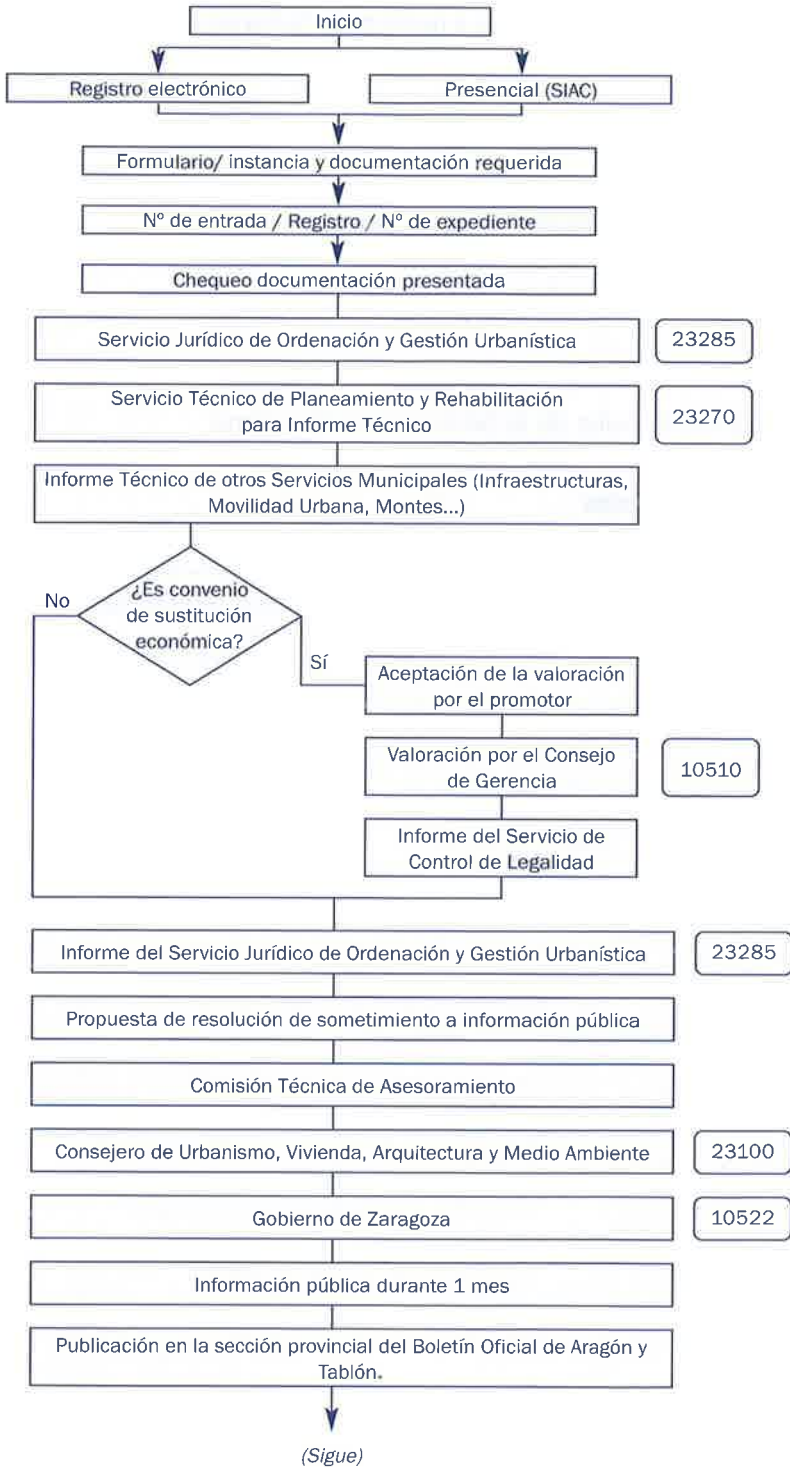 Inicio
Registro electrónico
Presencial (SIAC)
Formulario/ instancia y documentación requerida
Nº de entrada / Registro / Nº de expediente
Chequeo documentación presentada
Servicio Jurídico de Ordenación y Gestión Urbanística
23285
Servicio Técnico de Planeamiento y Rehabilitación
para Informe Técnico
23270
Informe Técnico de otros Servicios Municipales (Infraestructuras,
Movilidad Urbana, Montes...)
¿Es convenio
de sustitución
económica?
No
Sí
Aceptación de la valoración
por el promotor
Valoración por el Consejo
de Gerencia
10510
Informe del Servicio de
Control de Legalidad
Informe del Servicio Jurídico de Ordenación y Gestión Urbanística
23285
Propuesta de resolución de sometimiento a información pública
Comisión Técnica de Asesoramiento
Consejero de Urbanismo, Vivienda, Arquitectura y Medio Ambiente
23100
Gobierno de Zaragoza
10522
Información pública durante 1 mes
Publicación en la sección provincial del Boletín Oficial de Aragón y
Tablón.
(Sigue)